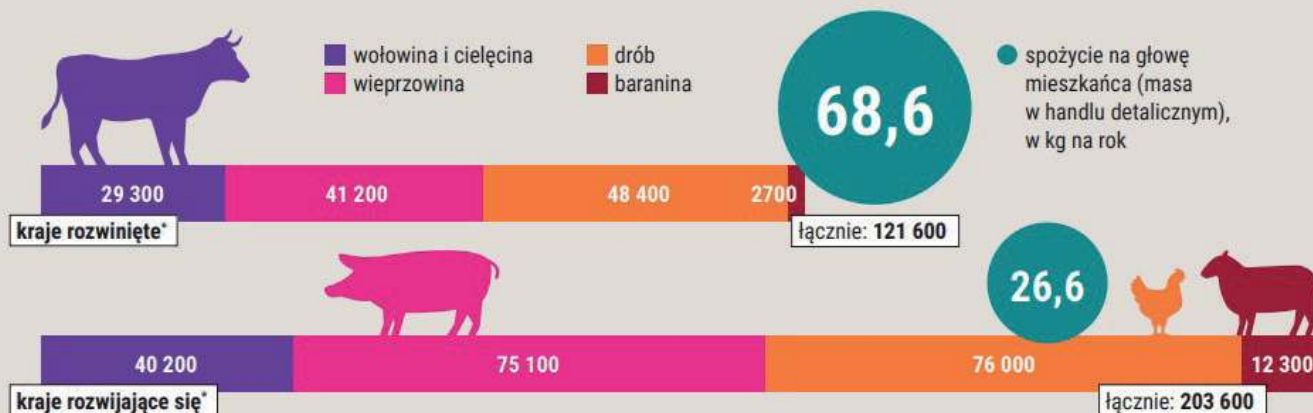 wołowina i cielęcina
wieprzowina
drób
baranina
68,6
spożycie na głowę
mieszkańca (masa
w handlu detalicznym),
w kg na rok
29 300
41 200
48 400
2700
kraje rozwinięte*
łącznie: 121 600
26,6
40 200
75 100
76 000
12 300
kraje rozwijające się*
łącznie: 203 600